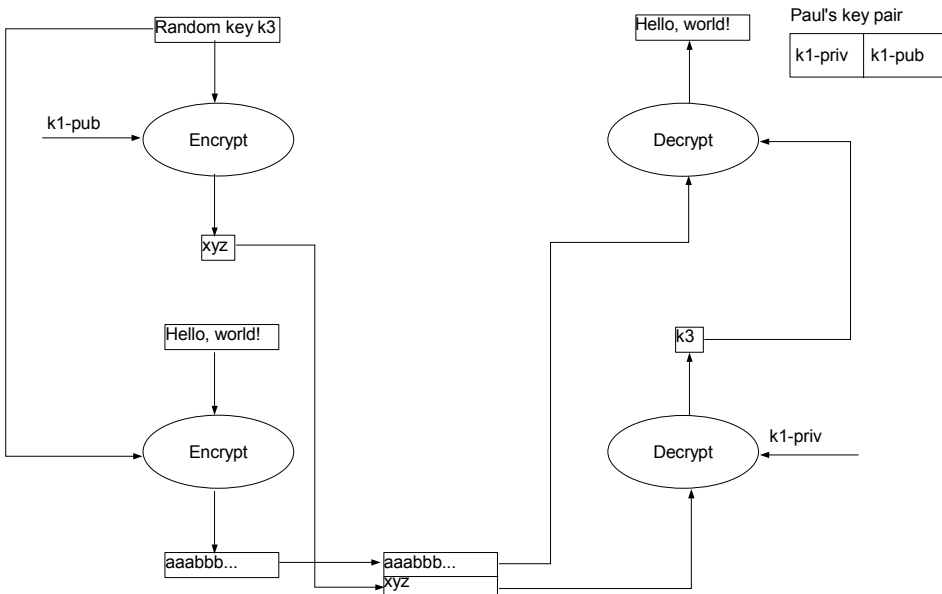 Random key k3
Hello, world!
Paul's key pair
k1-priv k1-pub
k1-pub
Encrypt
Decrypt
xyz
Hello, world!
k3
Encrypt
Decrypt
k1-priv
aaabbb...
aaabbb...
xyz